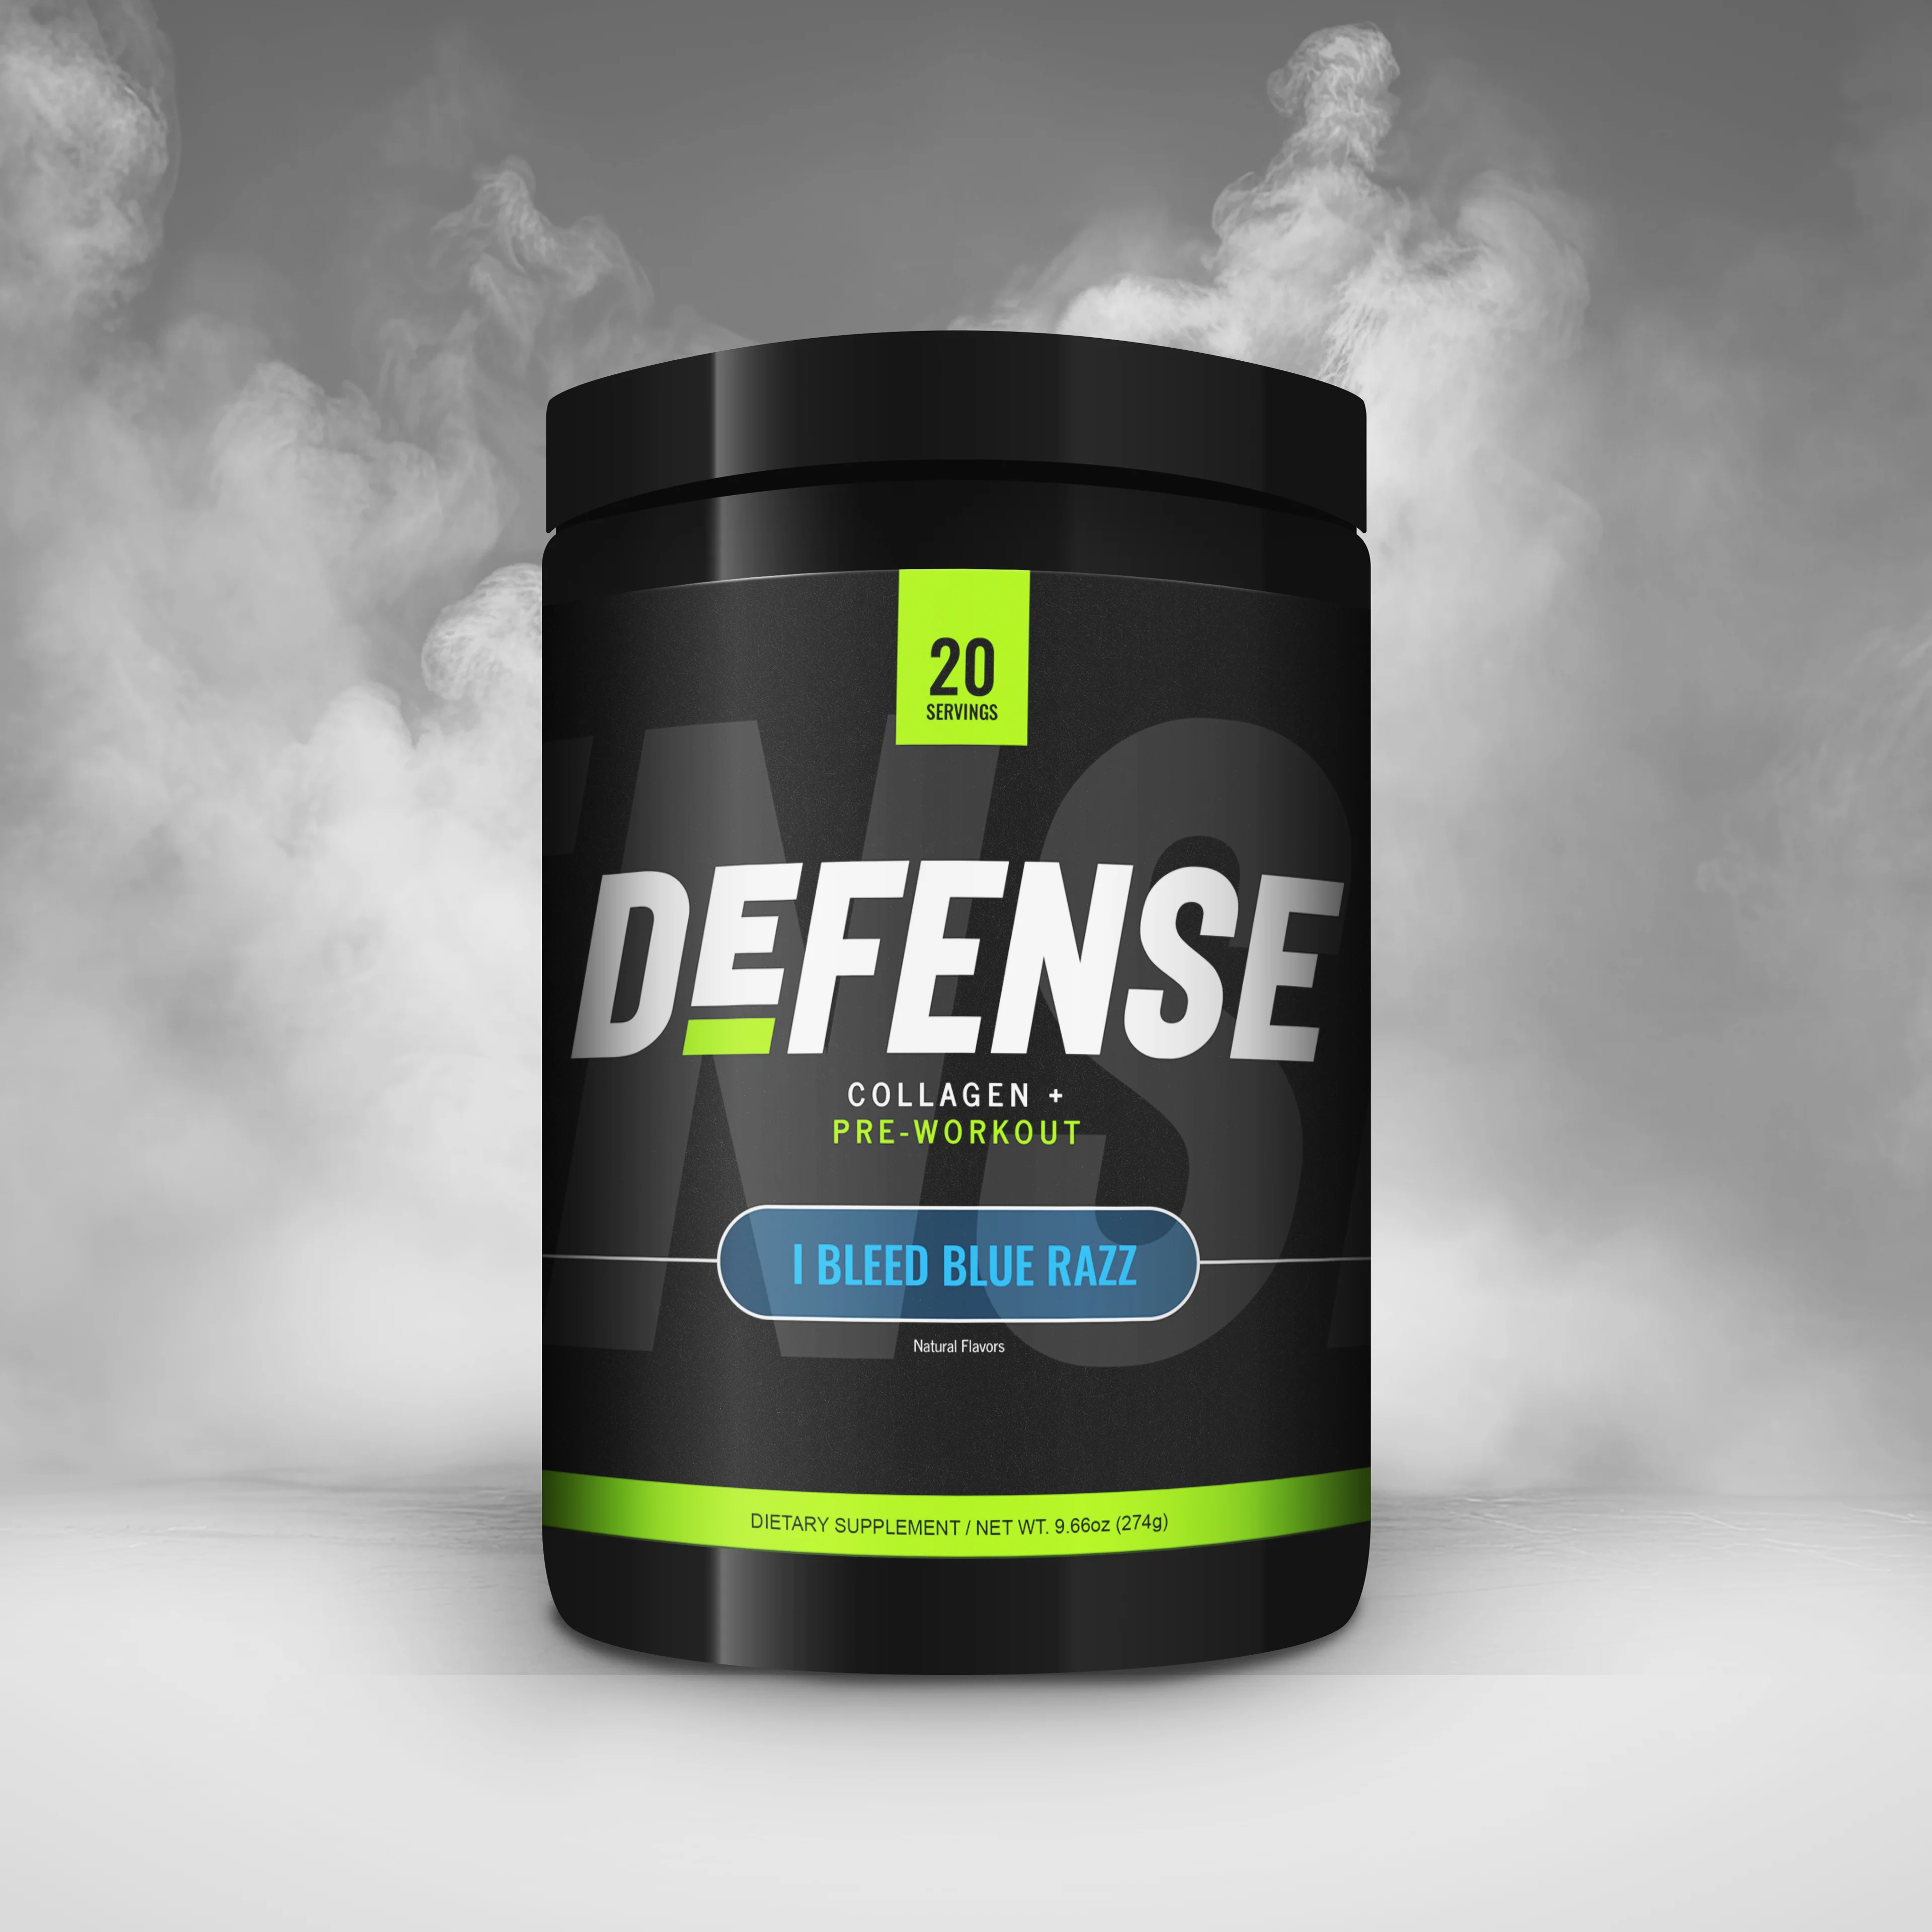 20
SERVINGS
DEFENSE
COLLAGEN +
PRE-WORKOUT
I BLEED BLUE RAZZ
Natural Flavors
DIETARY SUPPLEMENT / NET WT. 9.66oz (274g)